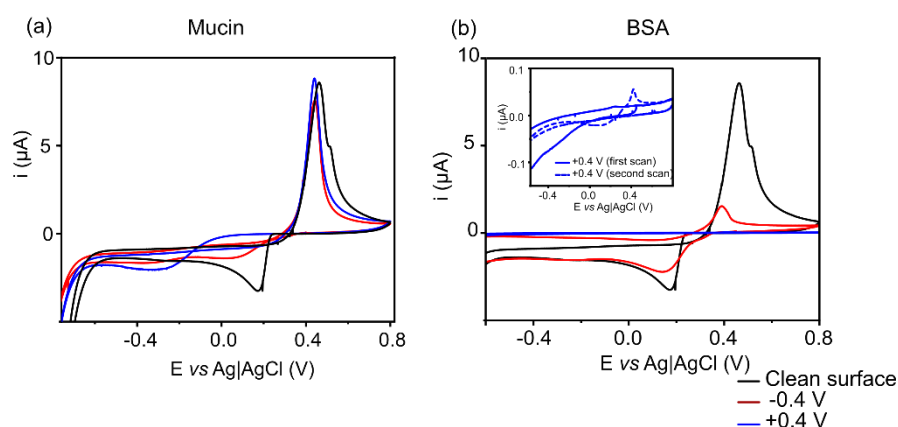 (a)
Mucin
(b)
BSA
10
5
0
i (µA)
-0.4
0.0
0.4
0.8
E vs Ag|AgCl (V)
10
5
0
i (µA)
-0.4
0.0
0.4
0.8
E vs Ag|AgCl (V)
0.1
0.0
-0.1
i (µA)
+0.4 V (first scan)
+0.4 V (second scan)
-0.4
0.0
0.4
E vs Ag|AgCl (V)
Clean surface
-0.4 V
+0.4 V